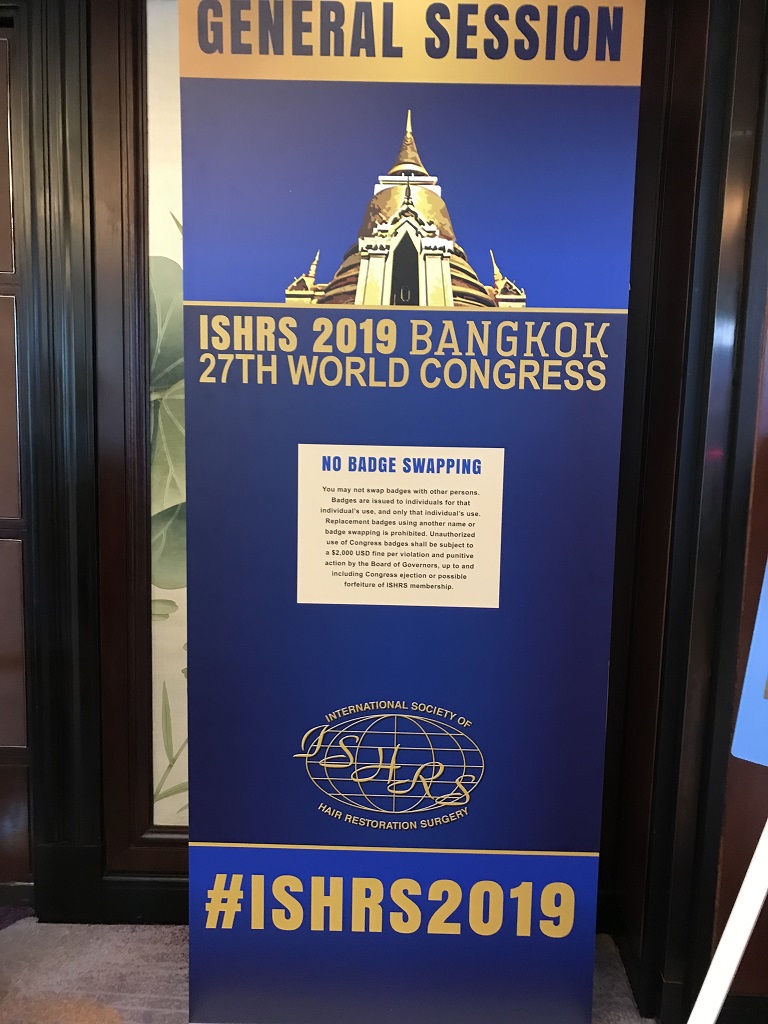 GENERAL SESSION
ISHRS 2019 BANGKOK
27TH WORLD CONGRESS
NO BADGE SWAPPING
You may not swap badges with other persons.
Badges are issued to individuals for that
individual's use, and only that individual's use.
Replacement badges using another name or
badge swapping is prohibited. Unauthorized
use of Congress badges shall be subject to
a $2,000 USD fine per violation and punitive
action by the Board of Governors, up to and
including Congress ejection or possible
forfeiture of ISHRS membership.
INTERNATIONAL SOCIETY OF
ISHRS
HAIR RESTORATION SURGERY
#ISHRS2019